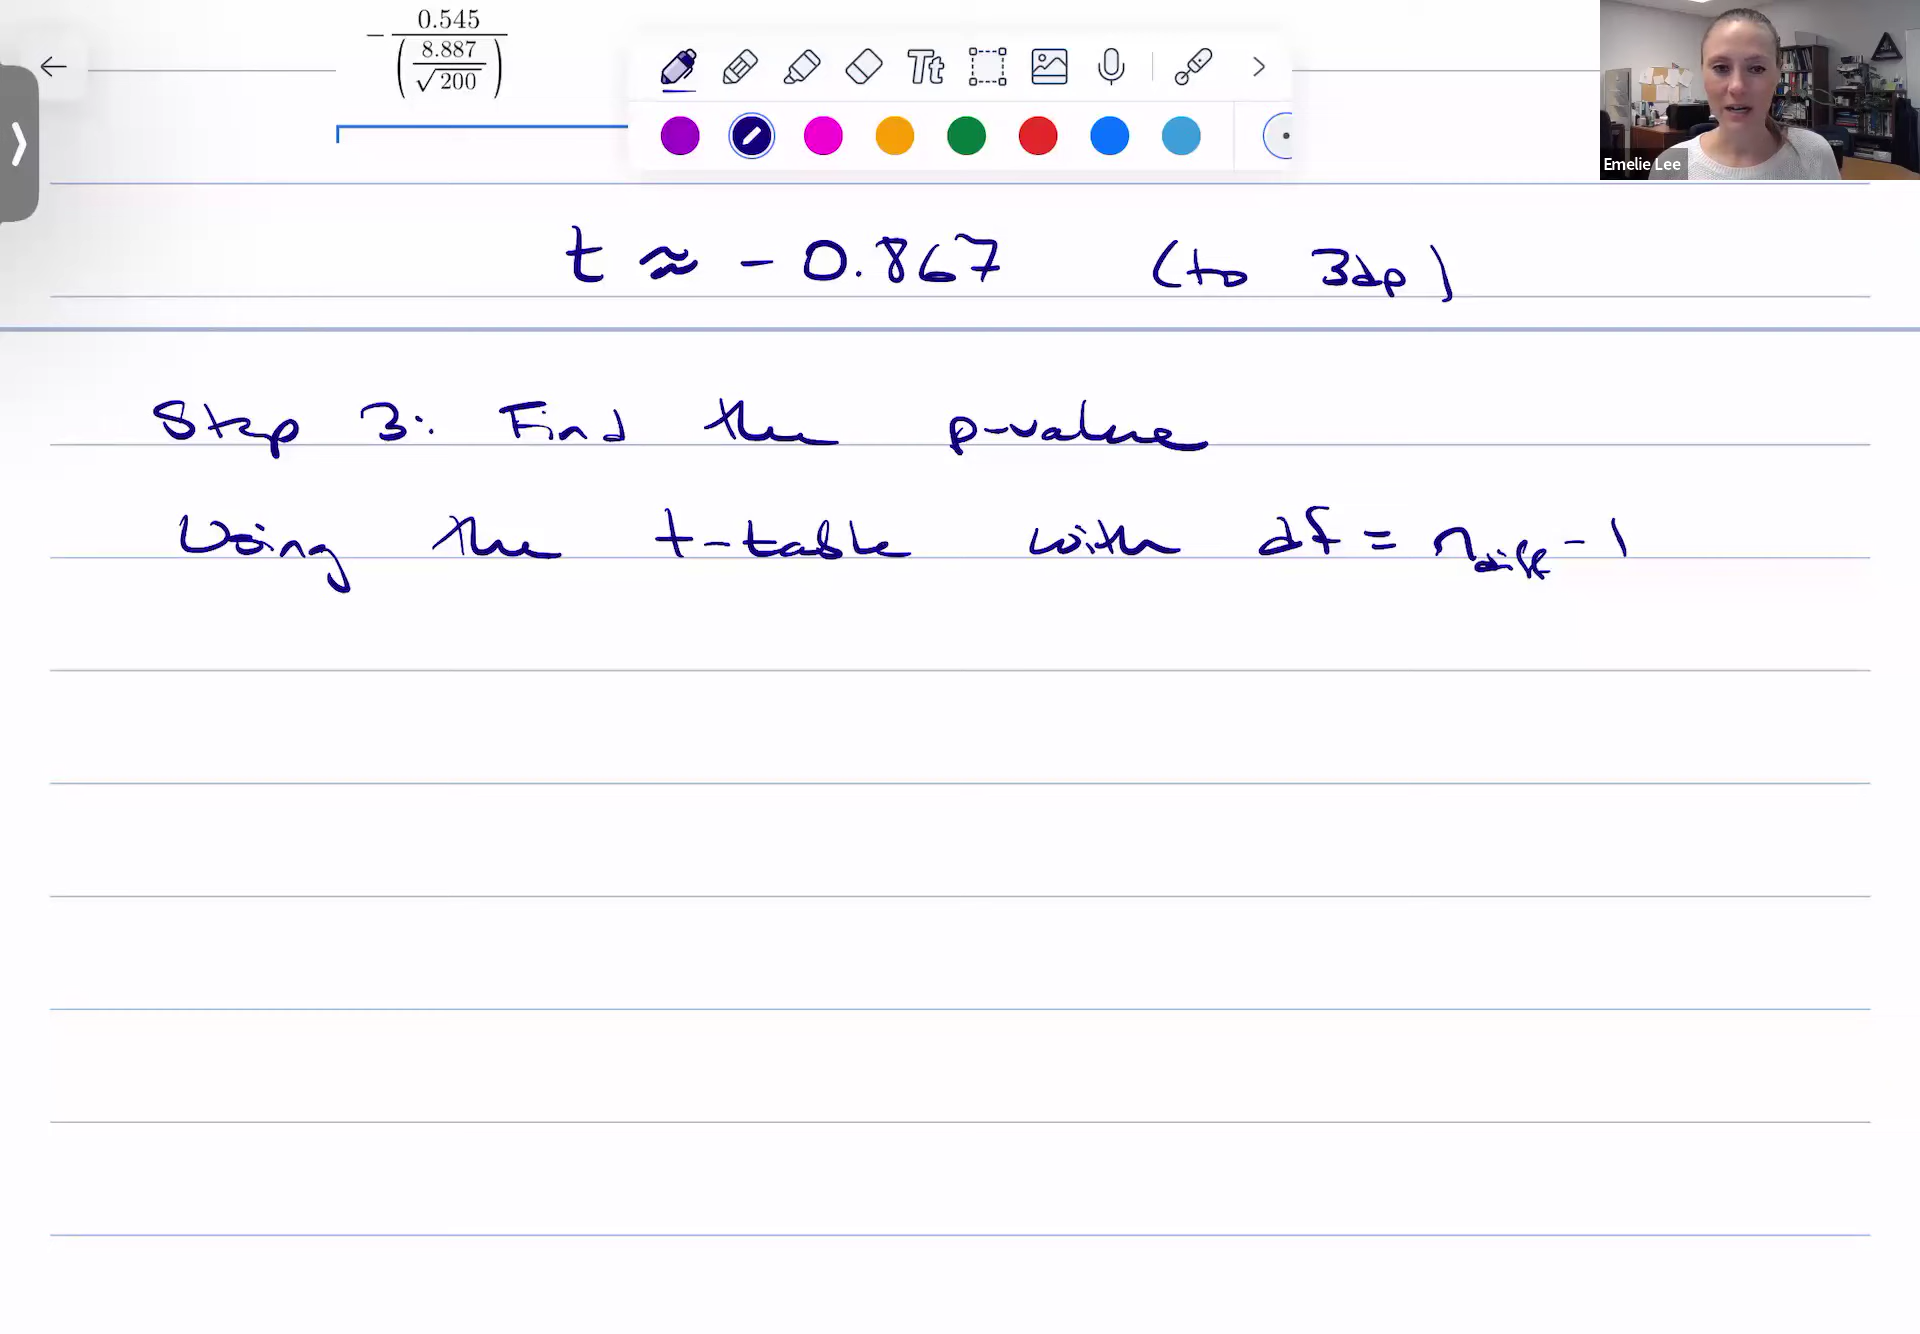 - 0.545 / (8.887 / √200)
Tt
Emelie Lee
t ≈ - 0.867 (to 3dp)
Step 3: Find the p-value
Using the t-table with df = n_diff - 1